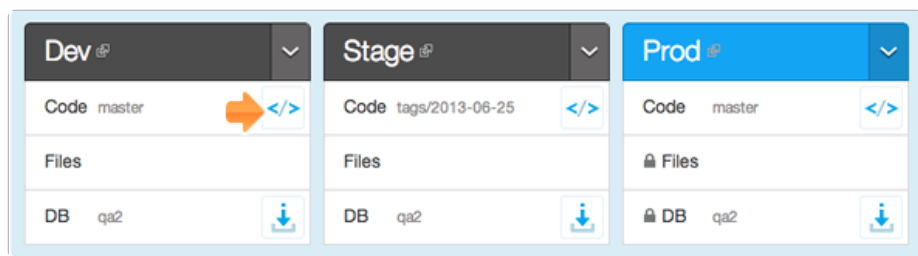 Dev
Code master </>
Files
DB qa2
Stage
Code tags/2013-06-25 </>
Files
DB qa2
Prod
Code master </>
Files
DB qa2